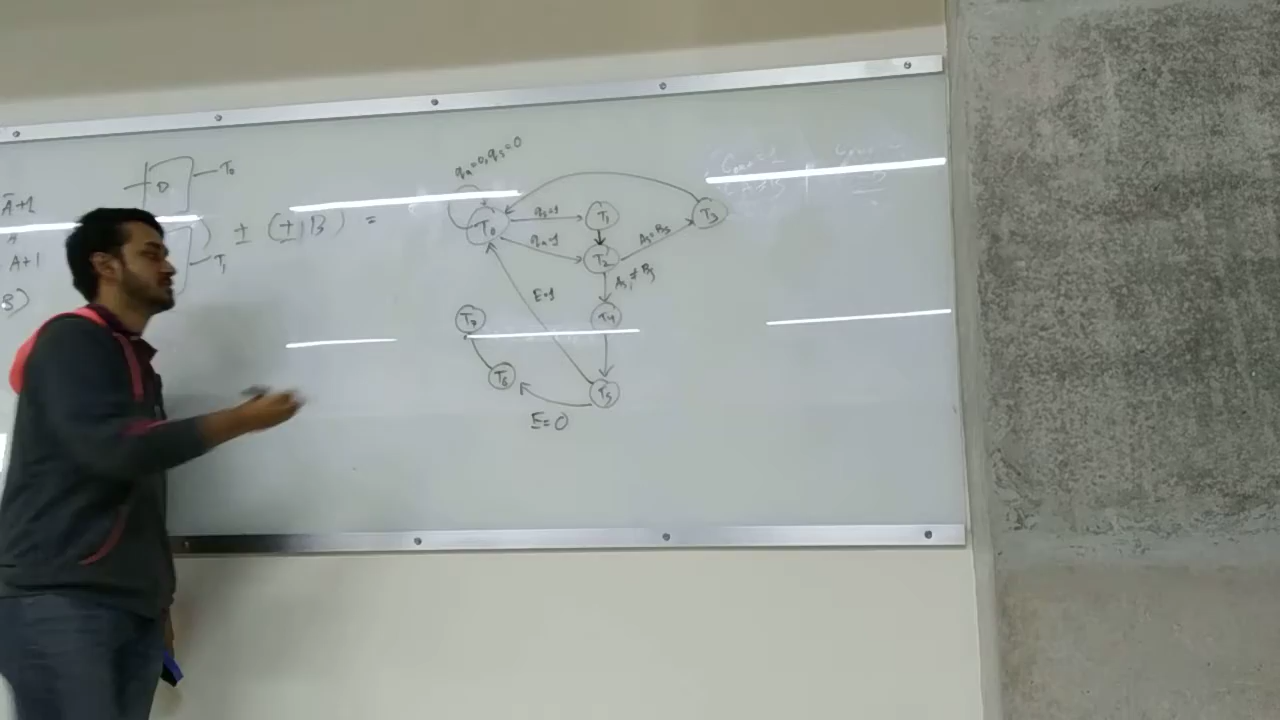 Ā+1
A+1
B)
D
T₀
T₁
) ± (± B) =
qₐ=0, qₛ=0
T₀
qₛ=1
T₁
qₐ=1
T₂
Aₛ=Bₛ
T₃
Aₛ≠Bₛ
E=1
T₄
T₇
T₆
T₅
E=0